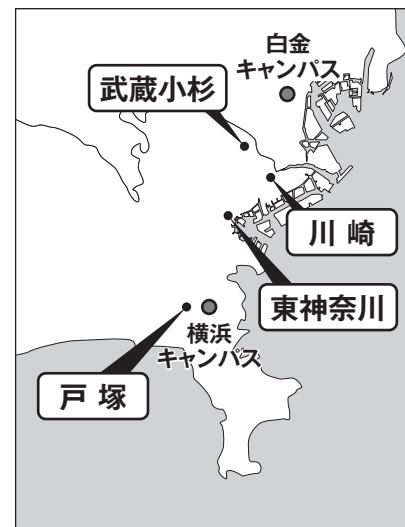 白金
キャンパス
武蔵小杉
川崎
東神奈川
横浜
キャンパス
戸塚